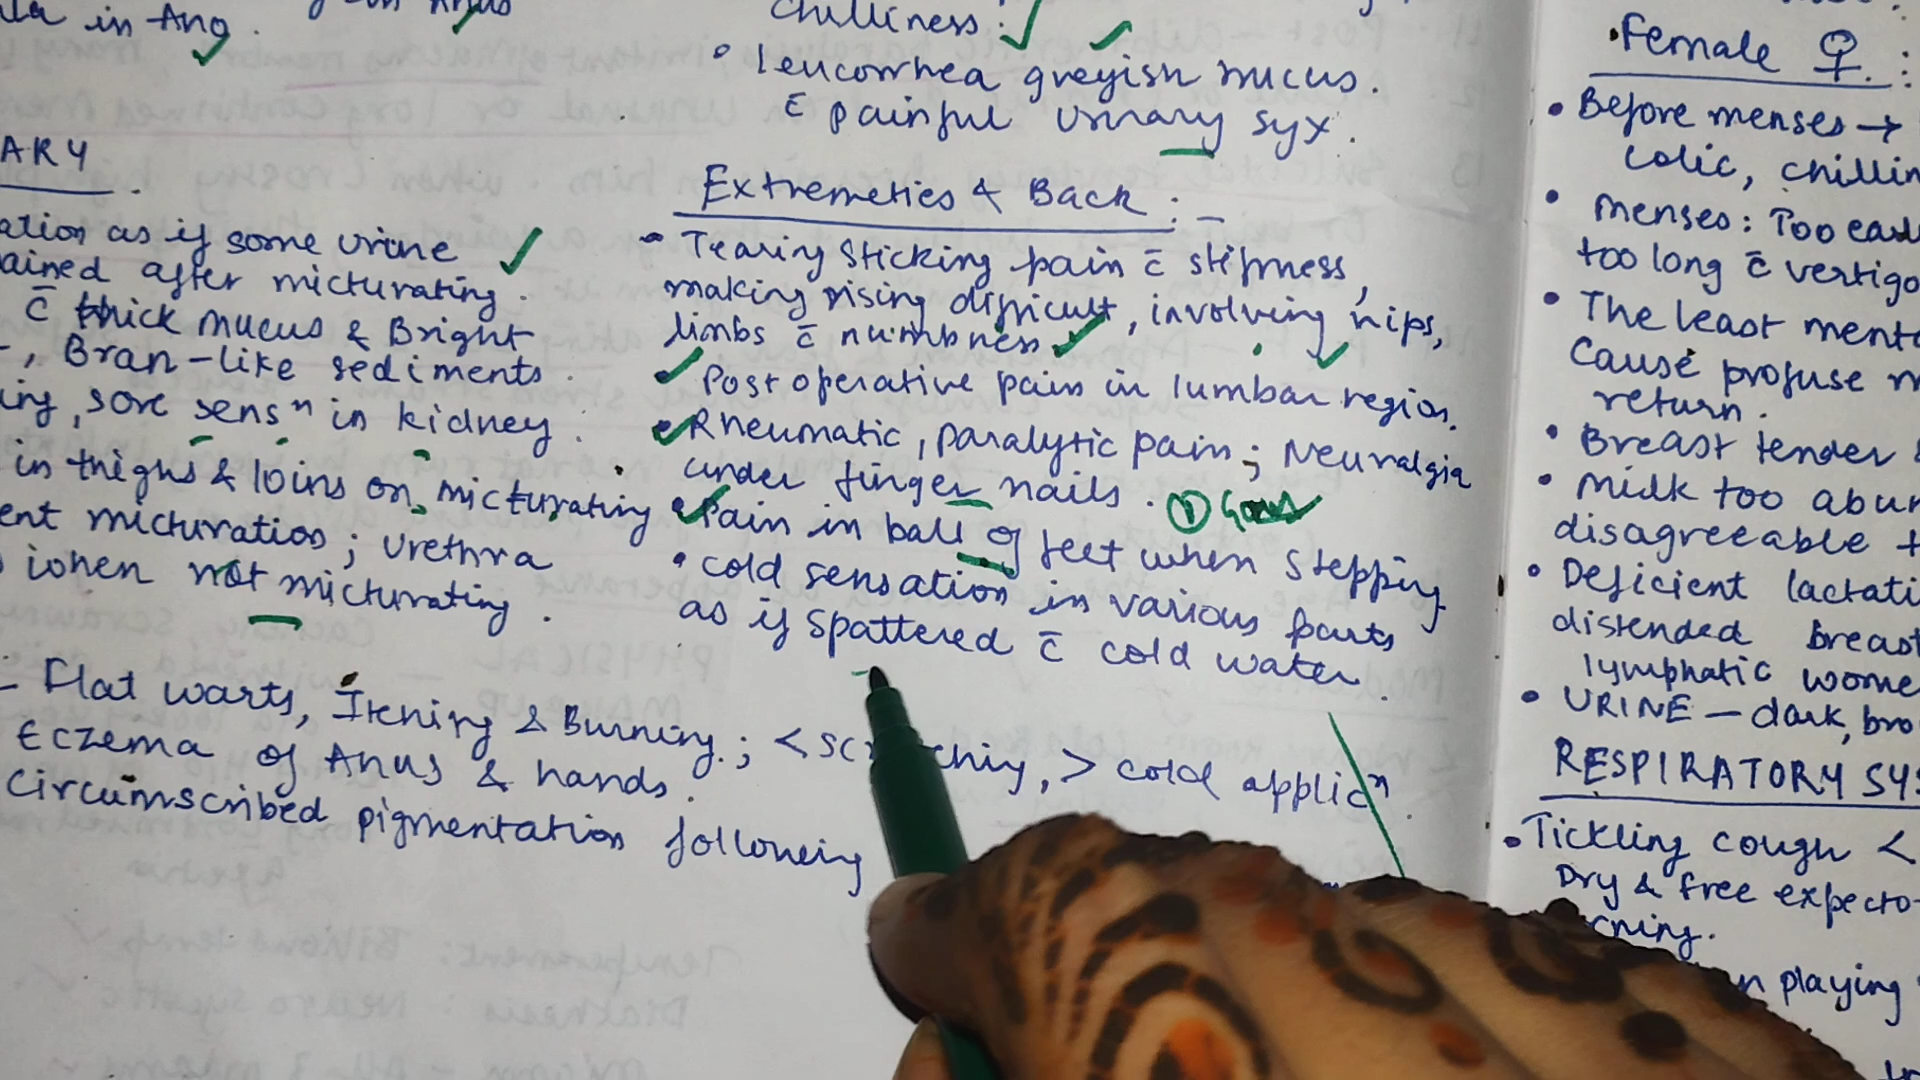 in Ang.
ARY
ation as if some urine
ained after micturating.
c̄ thick mucus & Bright
, Bran-like sediments.
ing, sore sensⁿ in kidney.
in thighs & loins on micturating
ent micturation; urethra
when not micturating.
Flat warts, Itching & Burning; < sc ching, > cold applicⁿ
Eczema of Anus & hands.
Circumscribed pigmentation following
chilliness.
• Leucorrhea greyish mucus.
c̄ painful urinary syx.
Extremeties & Back:-
• Tearing sticking pain c̄ stiffness,
making rising difficult, involving hips,
limbs c̄ numbness
• Post operative pain in lumbar region.
• Rheumatic, paralytic pain; Neuralgia
under finger nails.
• Pain in ball of feet when stepping
• cold sensation in various parts
as if spattered c̄ cold water.
• Female ♀:
• Before menses →
colic, chillin
• Menses: Too ear
too long c̄ vertigo
• The least ment
cause profuse m
return.
• Breast tender &
• Milk too abun
disagreeable +
• Deficient lactati
distended breast
lymphatic wome
• URINE - dark, bro
RESPIRATORY SYS
• Tickling cough <
Dry & free expecto-
rning.
n playing